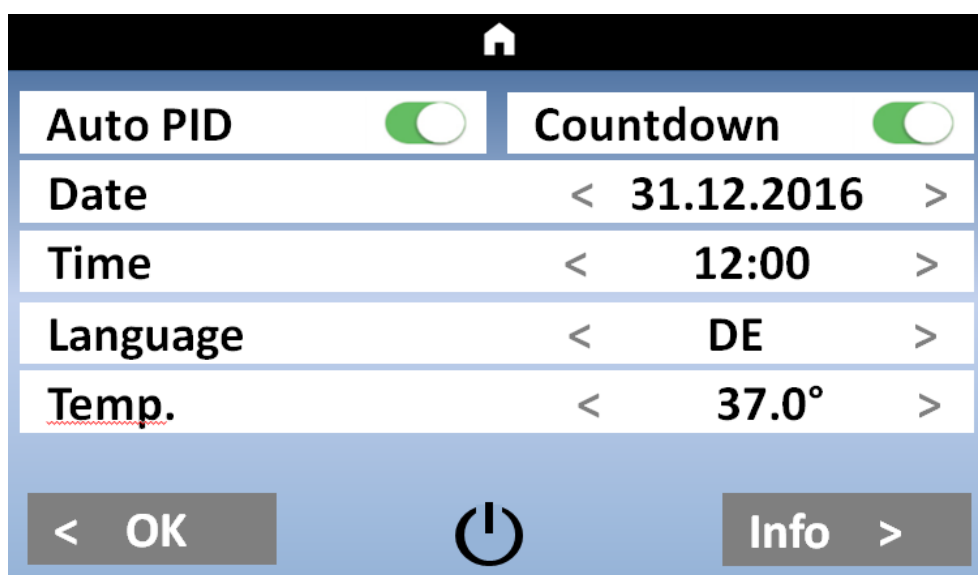 Auto PID Countdown
Date < 31.12.2016 >
Time < 12:00 >
Language < DE >
Temp. < 37.0° >
< OK Info >